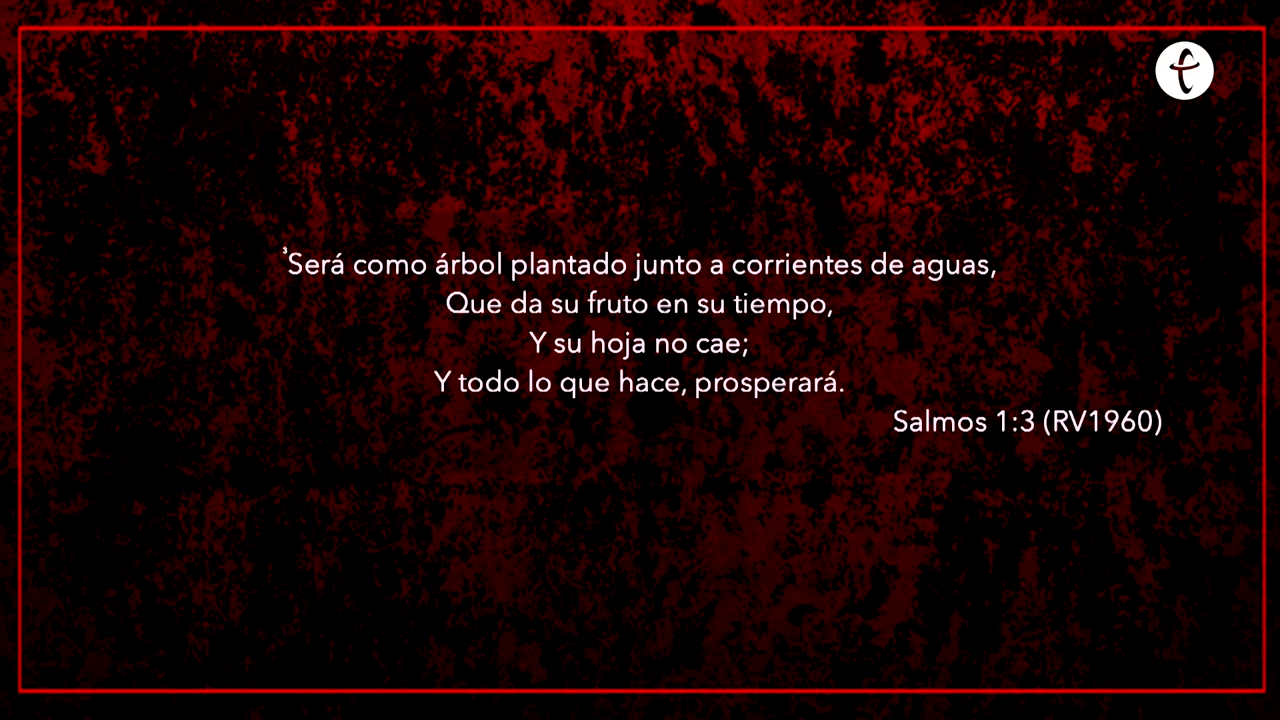 ³Será como árbol plantado junto a corrientes de aguas,
Que da su fruto en su tiempo,
Y su hoja no cae;
Y todo lo que hace, prosperará.
Salmos 1:3 (RV1960)